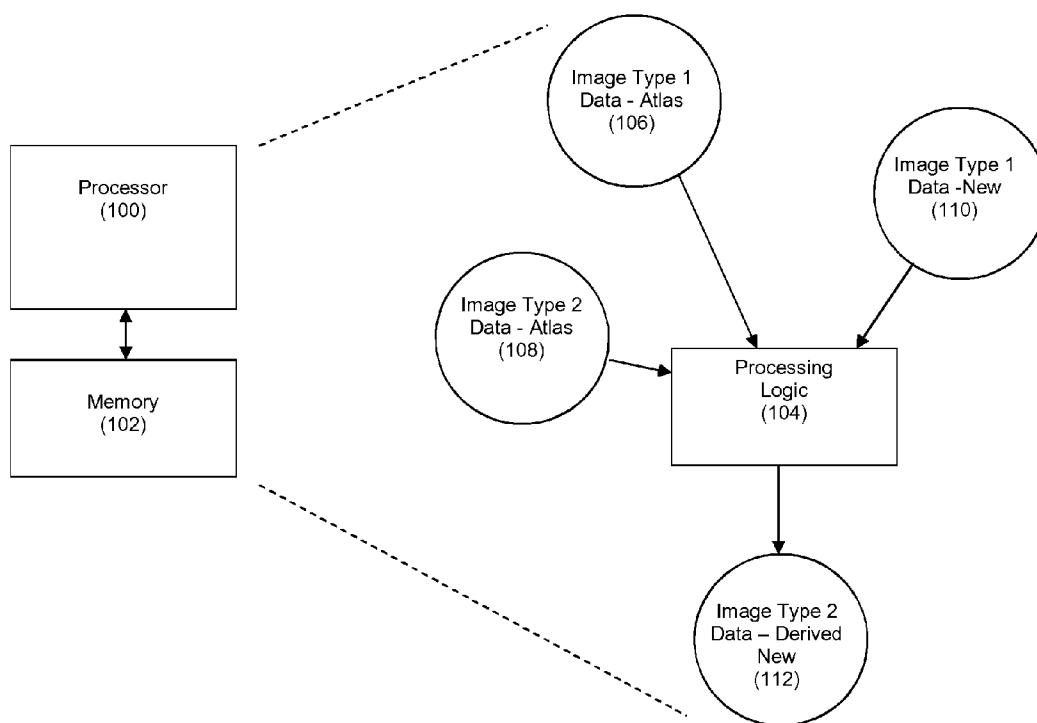 Processor
(100)
Memory
(102)
Image Type 1
Data - Atlas
(106)
Image Type 1
Data -New
(110)
Image Type 2
Data - Atlas
(108)
Processing
Logic
(104)
Image Type 2
Data – Derived
New
(112)